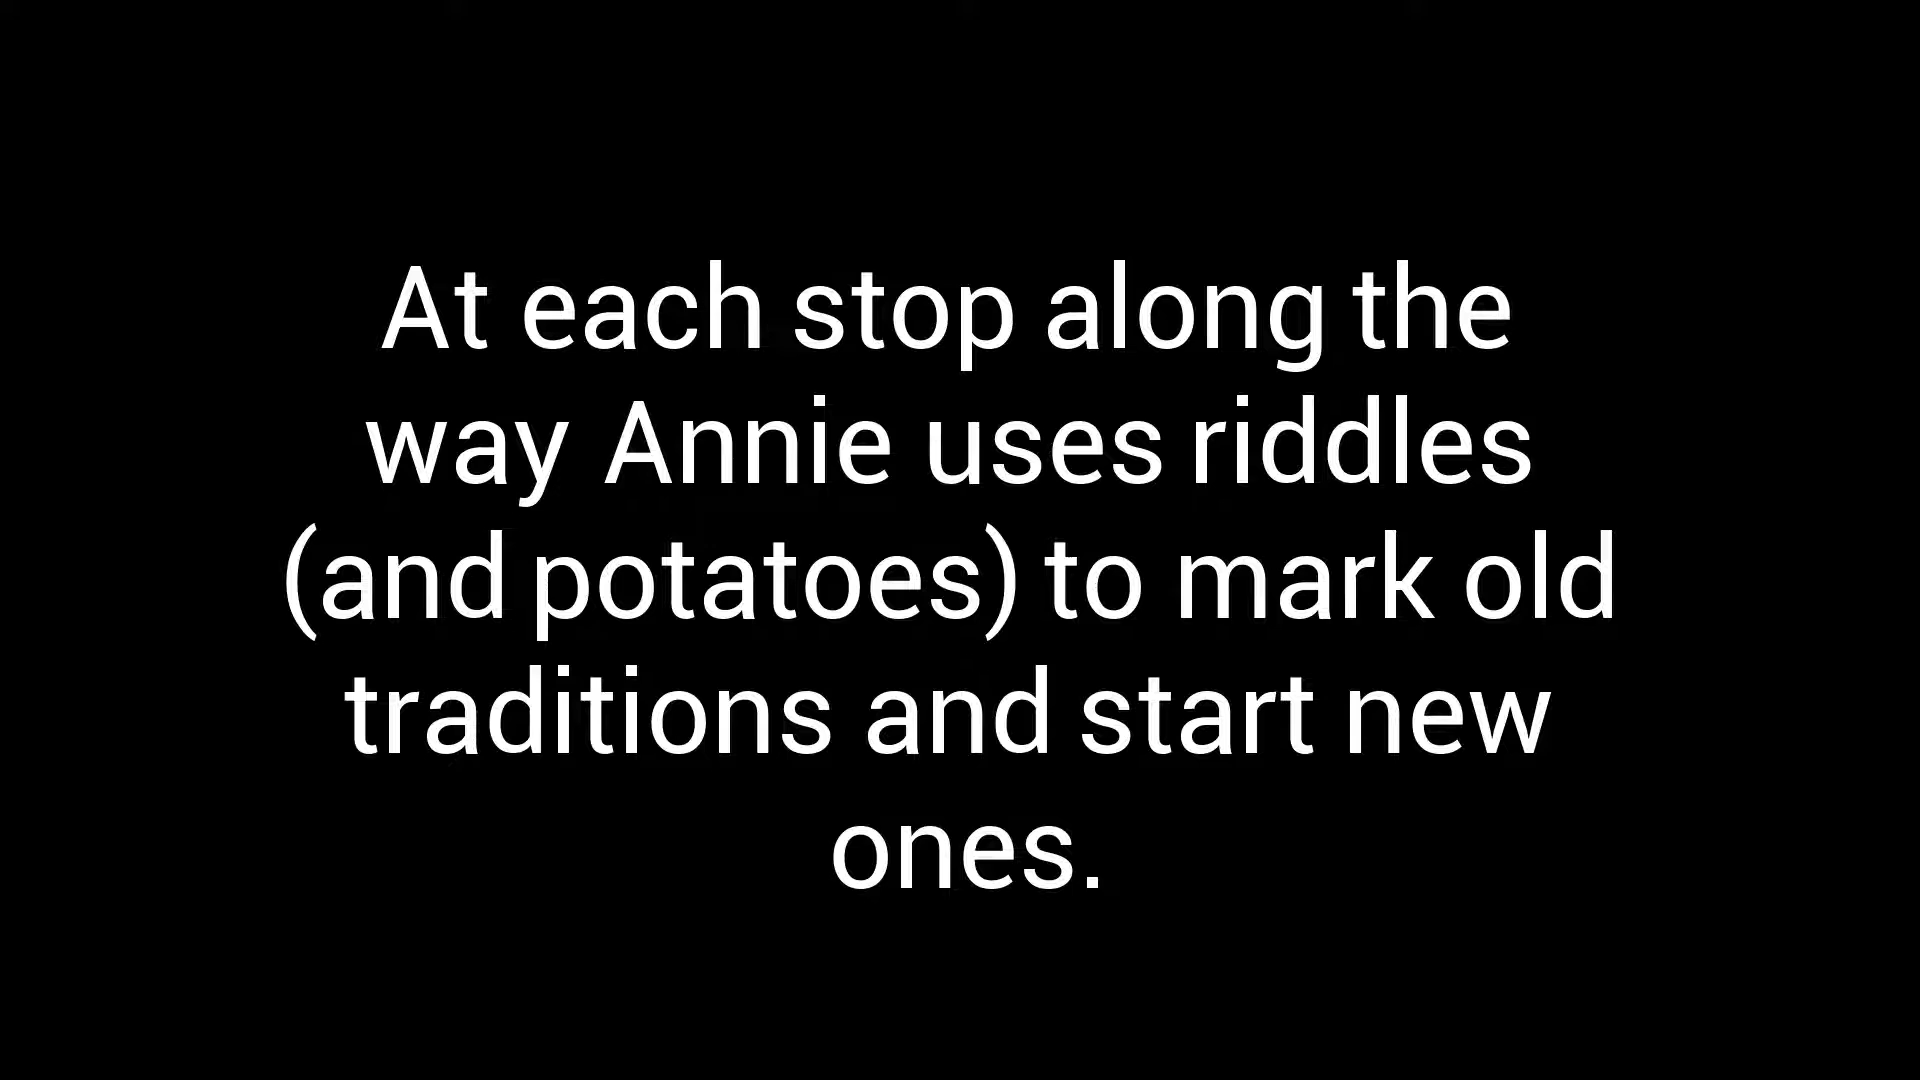 At each stop along the
way Annie uses riddles
(and potatoes) to mark old
traditions and start new
ones.